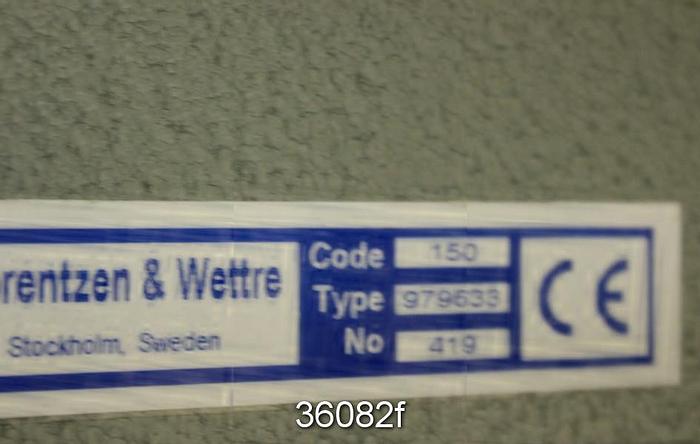 rentzen & Wettre
Stockholm, Sweden
Code 150
Type 979633
No 419
CE
36082f